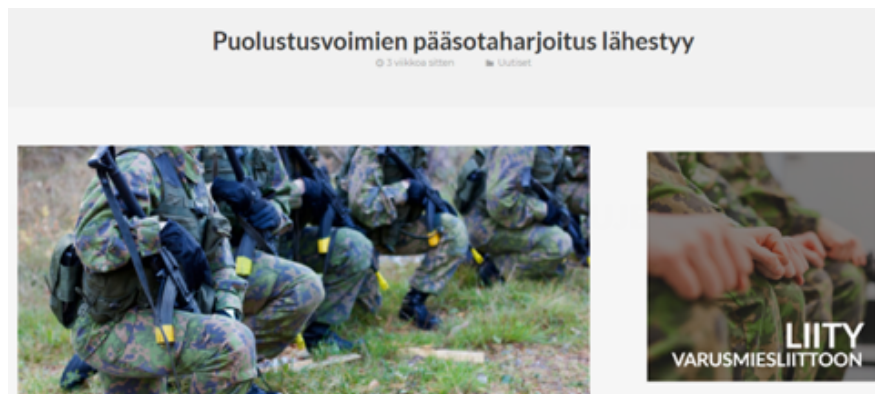 Puolustusvoimien pääsotaharjoitus lähestyy
3 viikkoa sitten Uutiset
LIITY
VARUSMIESLIITTOON